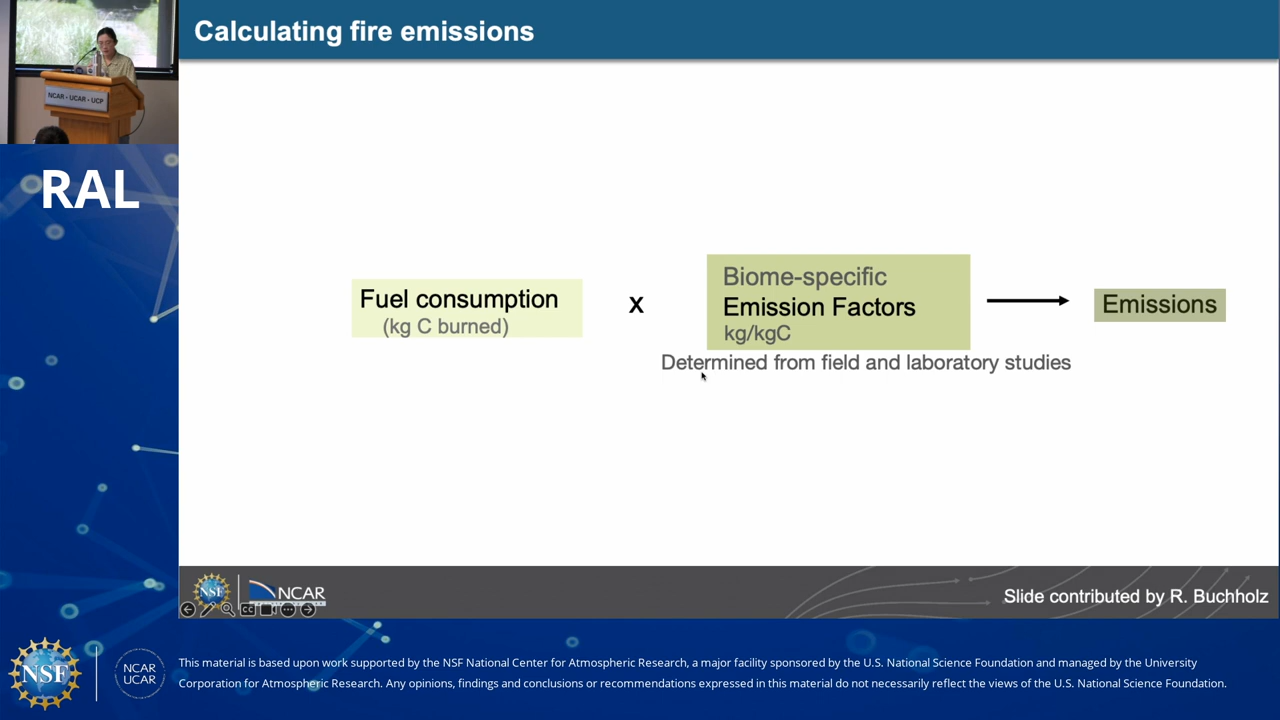 Calculating fire emissions
NCAR • UCAR • UCP
RAL
Fuel consumption
(kg C burned)
x
Biome-specific
Emission Factors
kg/kgC
Emissions
Determined from field and laboratory studies
NSF
NCAR
CC
Slide contributed by R. Buchholz
NSF
NCAR
UCAR
This material is based upon work supported by the NSF National Center for Atmospheric Research, a major facility sponsored by the U.S. National Science Foundation and managed by the University
Corporation for Atmospheric Research. Any opinions, findings and conclusions or recommendations expressed in this material do not necessarily reflect the views of the U.S. National Science Foundation.